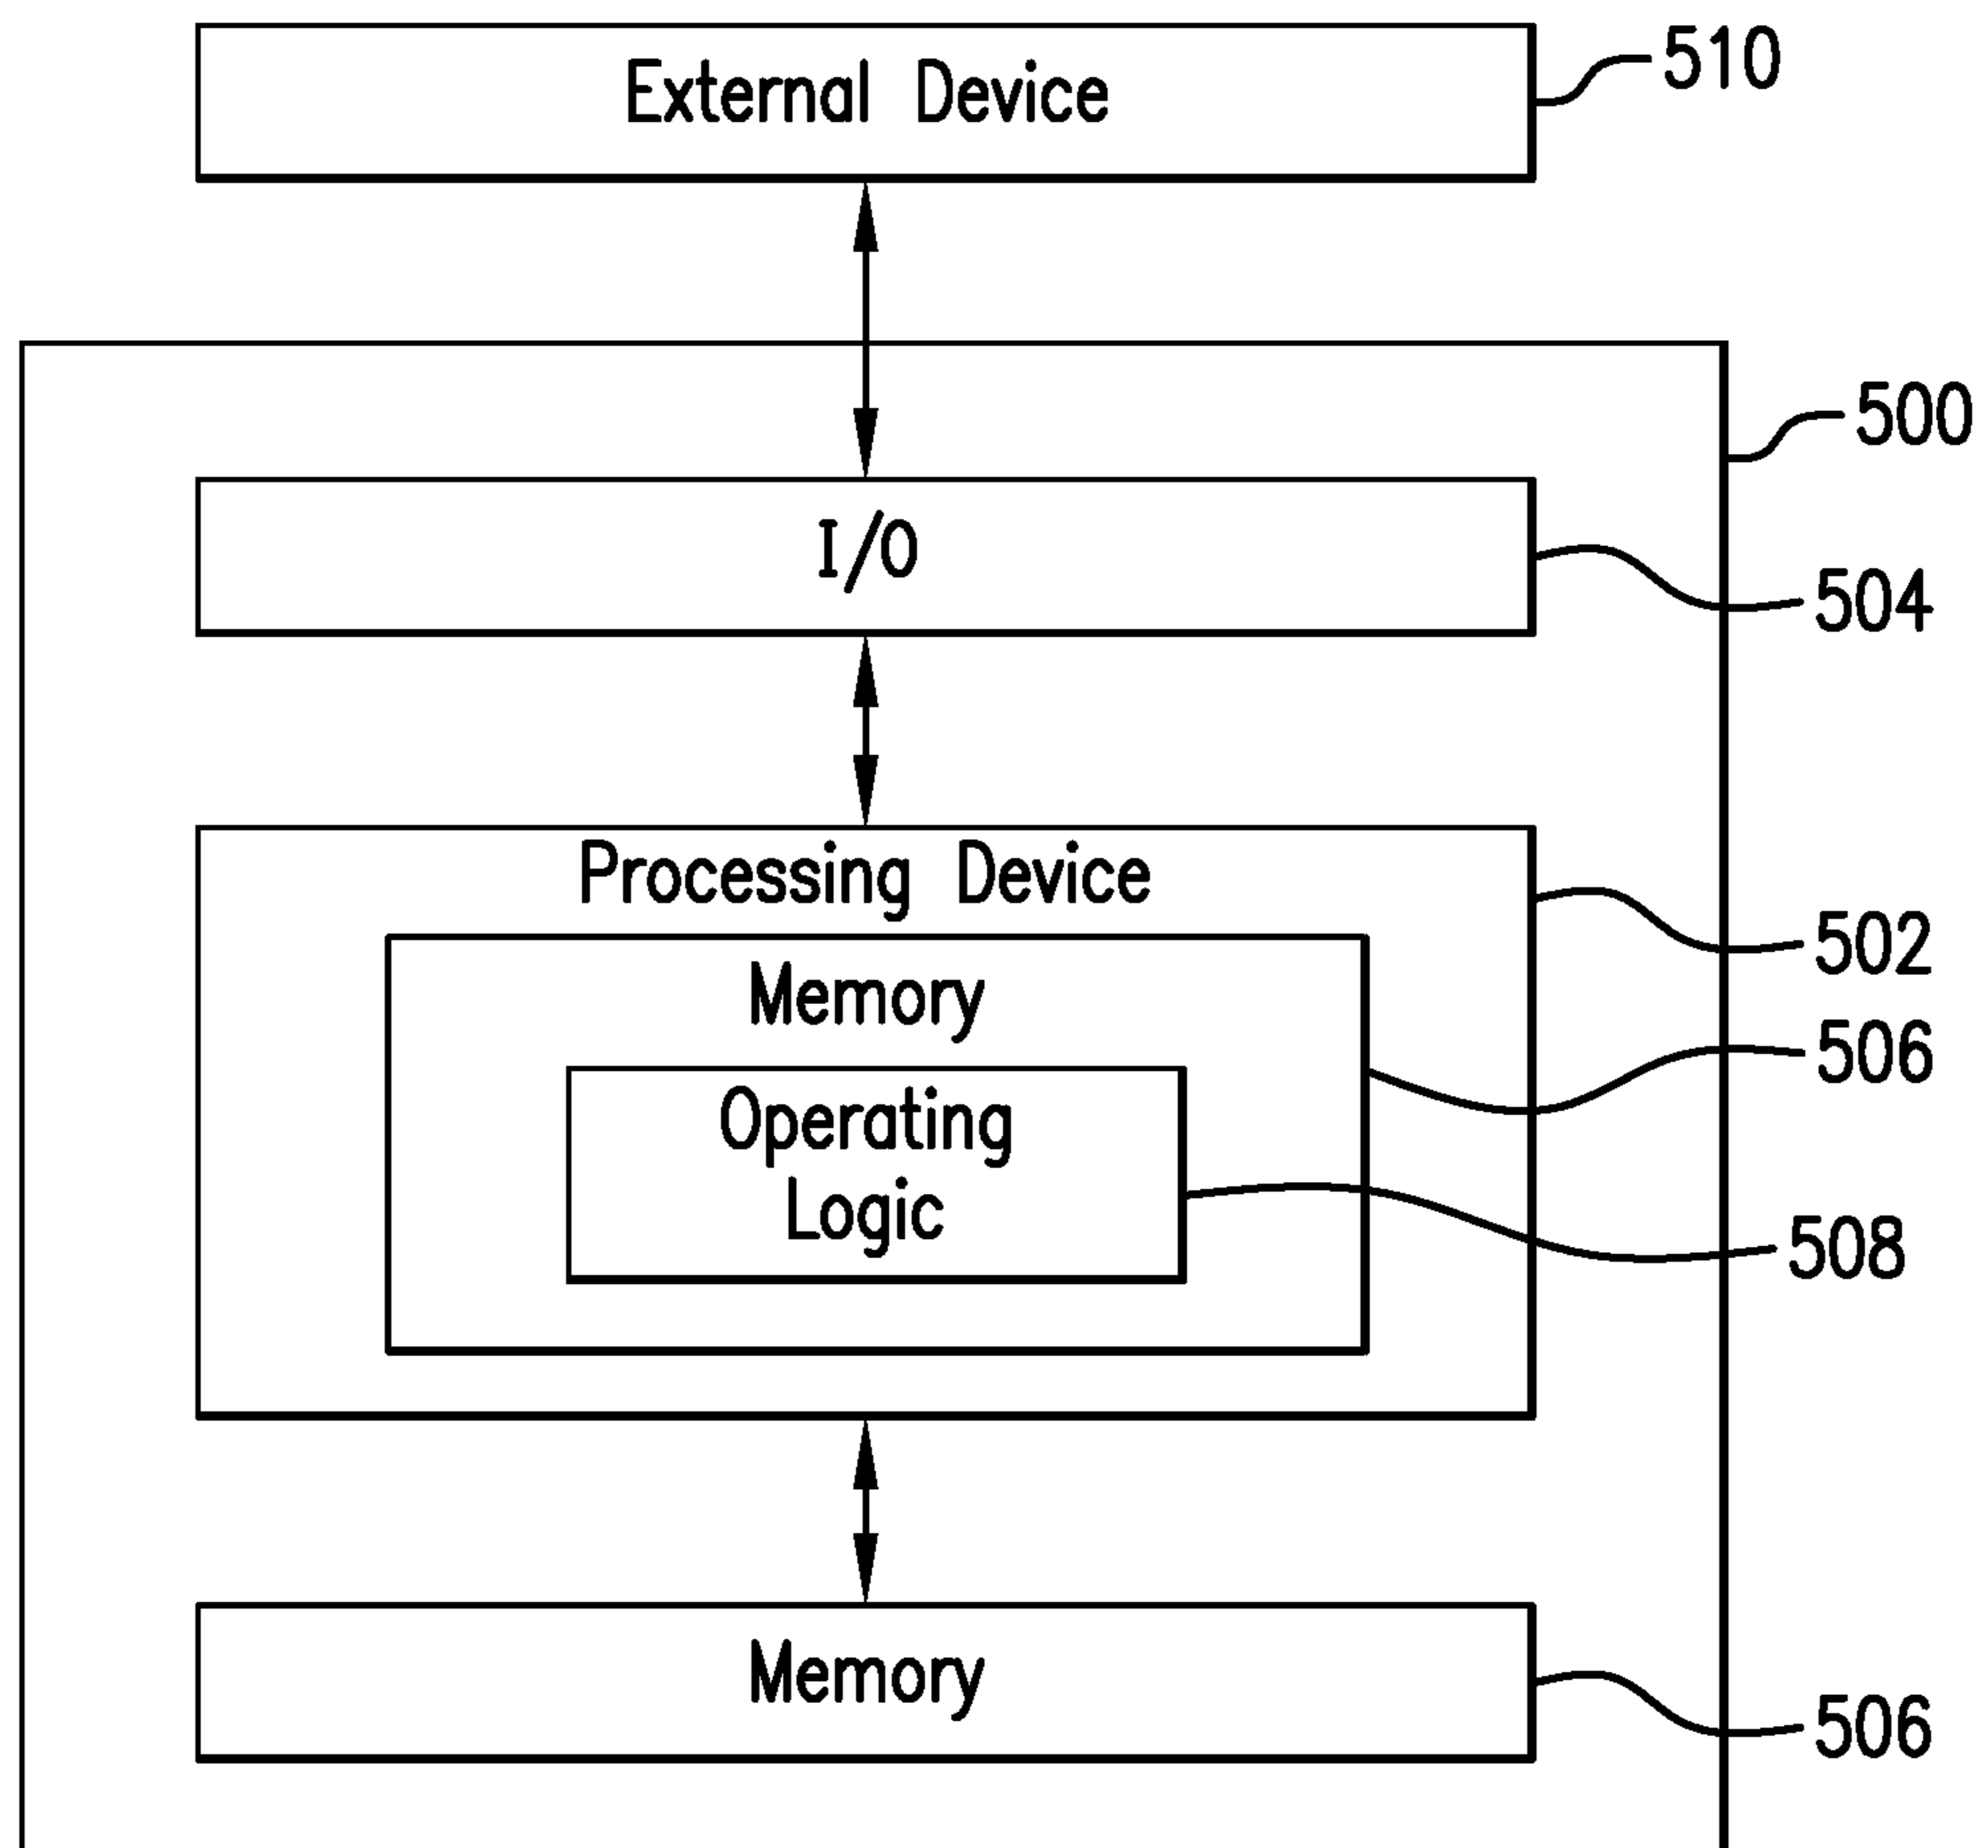 External Device
510
500
I/O
504
Processing Device
502
Memory
506
Operating
Logic
508
Memory
506